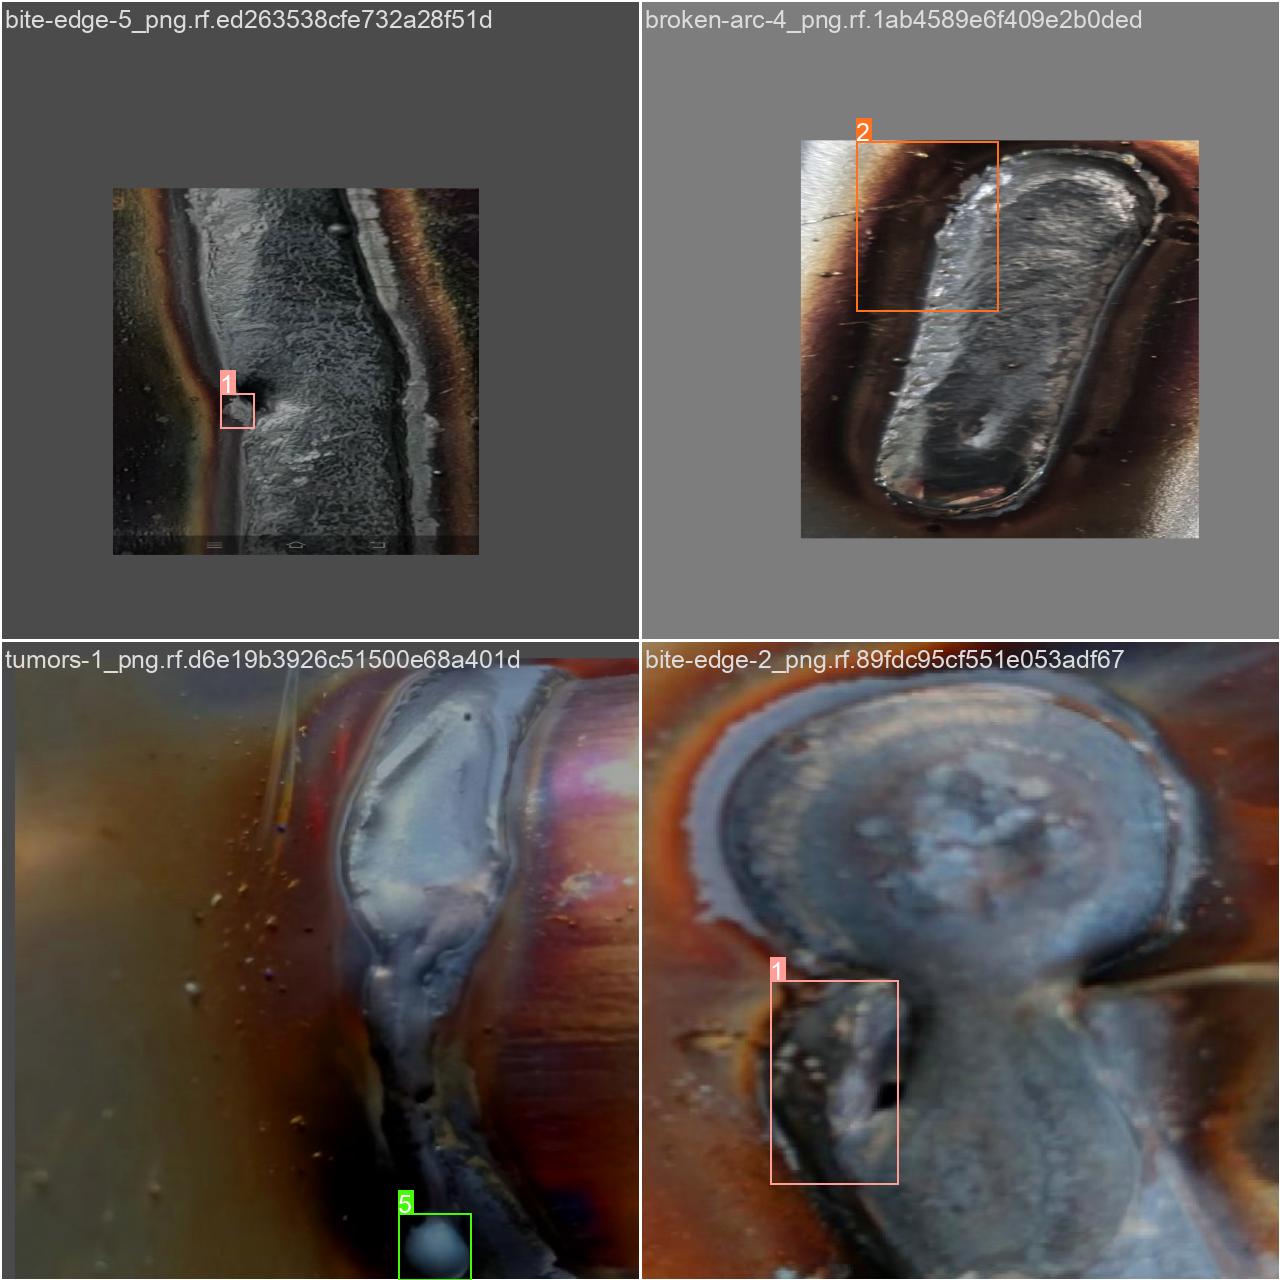 bite-edge-5_png.rf.ed263538cfe732a28f51d
broken-arc-4_png.rf.1ab4589e6f409e2b0ded
2
1
tumors-1_png.rf.d6e19b3926c51500e68a401d
bite-edge-2_png.rf.89fdc95cf551e053adf67
1
5